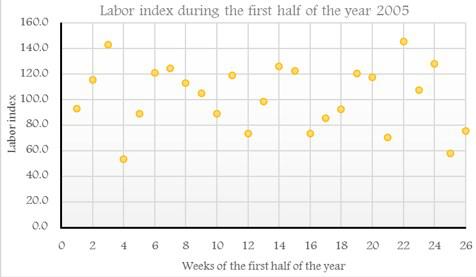 Labor index during the first half of the year 2005
160.0
140.0
120.0
100.0
80.0
60.0
40.0
20.0
0.0
Labor index
0 2 4 6 8 10 12 14 16 18 20 22 24 26
Weeks of the first half of the year